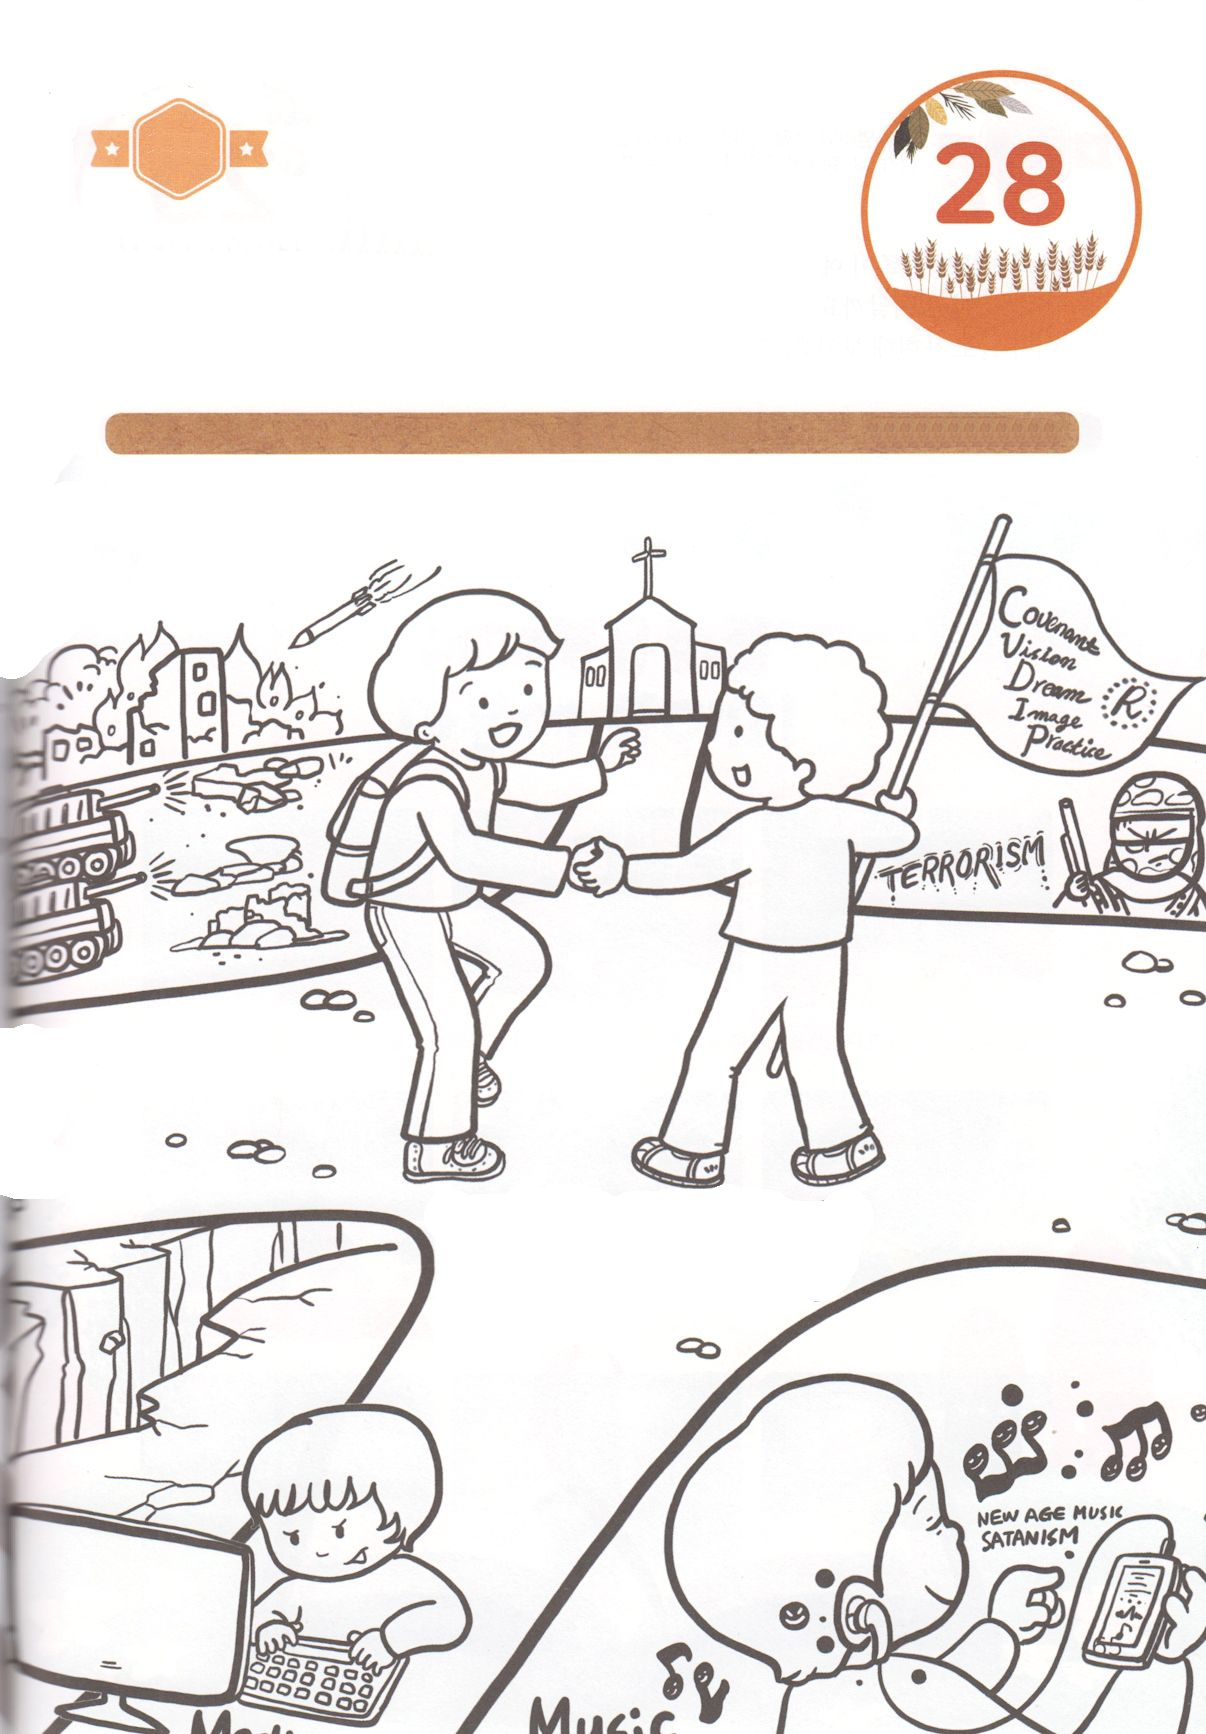 28
Covenant
Vision
Dream
Image
Practice
R
TERRORISM
NEW AGE MUSIC
SATANISM
Music